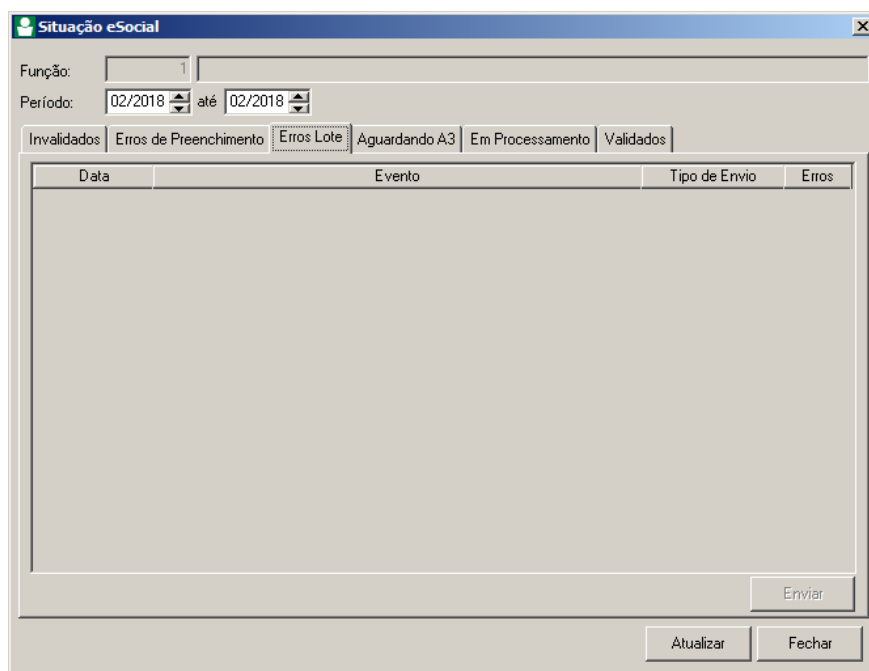 Situação eSocial
Função: 1
Período: 02/2018 até 02/2018
Invalidados Erros de Preenchimento Erros Lote Aguardando A3 Em Processamento Validados
Data Evento Tipo de Envio Erros
Enviar
Atualizar Fechar